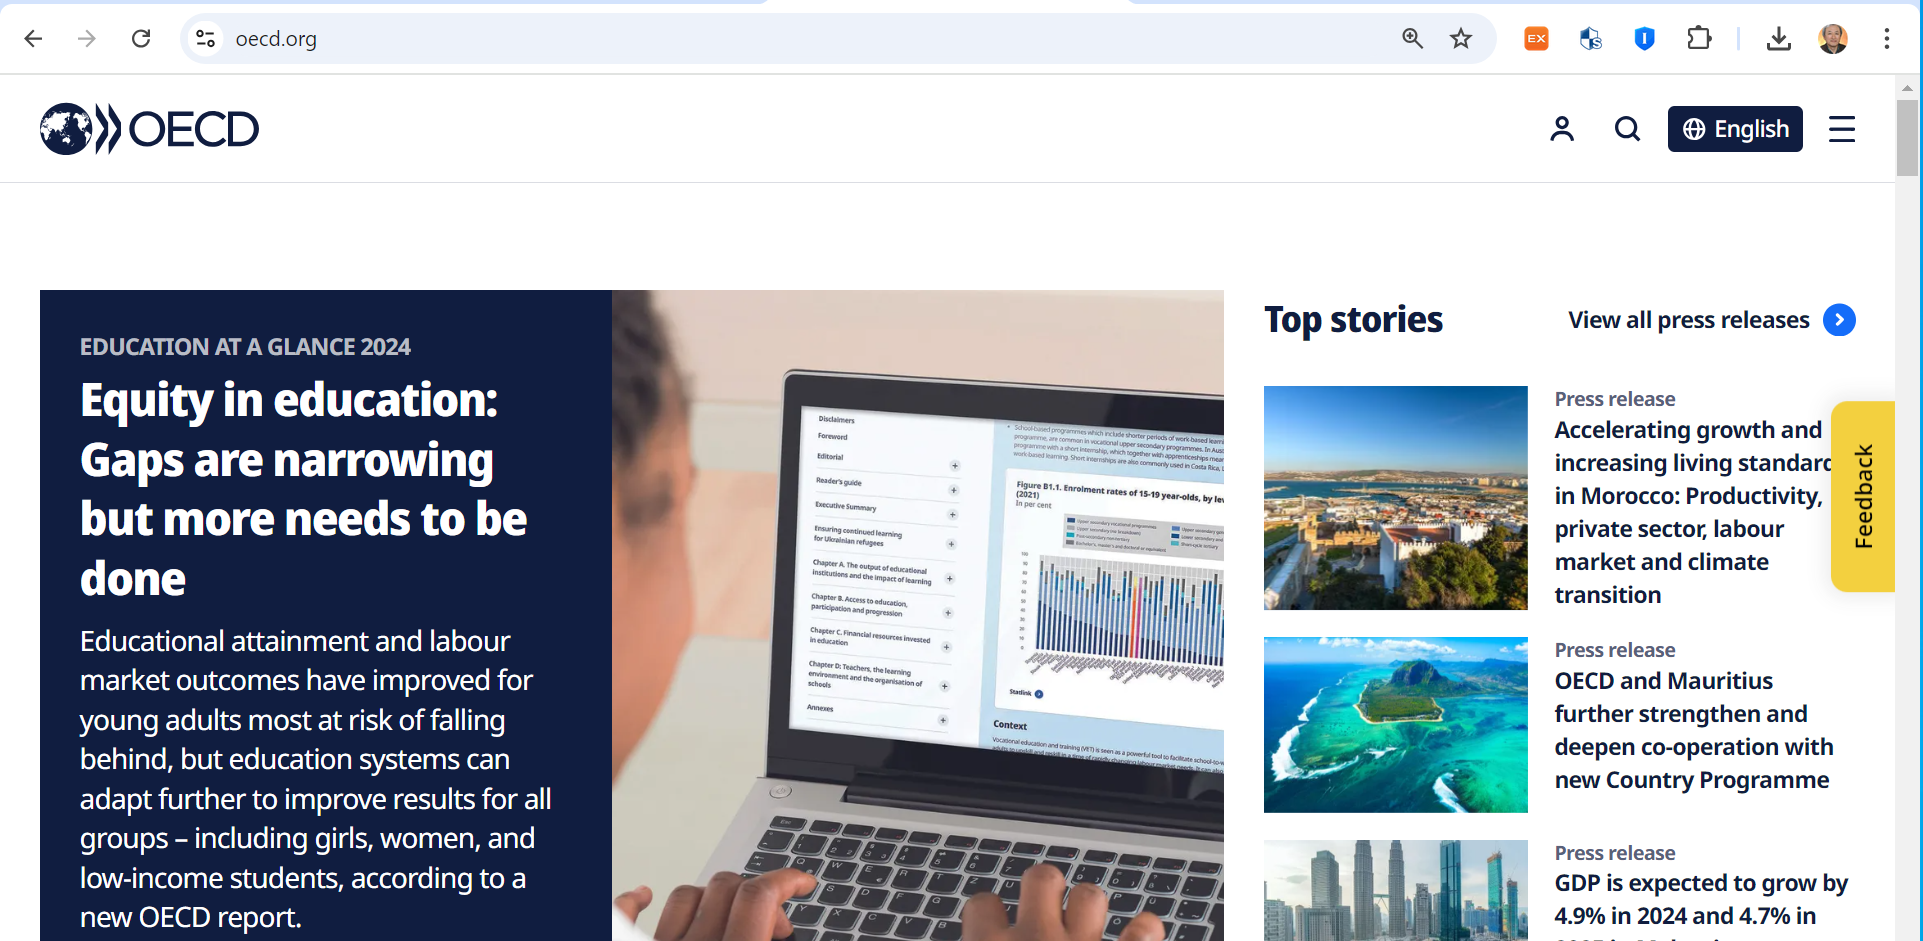 oecd.org
EX
OECD
English
EDUCATION AT A GLANCE 2024
Equity in education:
Gaps are narrowing
but more needs to be
done
Educational attainment and labour
market outcomes have improved for
young adults most at risk of falling
behind, but education systems can
adapt further to improve results for all
groups – including girls, women, and
low-income students, according to a
new OECD report.
Disclaimers
Foreword
Editorial
Reader's guide
Executive Summary
Ensuring continued learning
for Ukrainian refugees
Chapter A. The output of educational
institutions and the impact of learning
Chapter B. Access to education,
participation and progression
Chapter C. Financial resources invested
in education
Chapter D: Teachers, the learning
environment and the organisation of
schools
Annexes
Figure B1.1. Enrolment rates of 15-19 year-olds, by
(2021)
In per cent
Statlink
Context
Top stories
View all press releases
Press release
Accelerating growth and
increasing living standard
in Morocco: Productivity,
private sector, labour
market and climate
transition
Press release
OECD and Mauritius
further strengthen and
deepen co-operation with
new Country Programme
Press release
GDP is expected to grow by
4.9% in 2024 and 4.7% in
Feedback